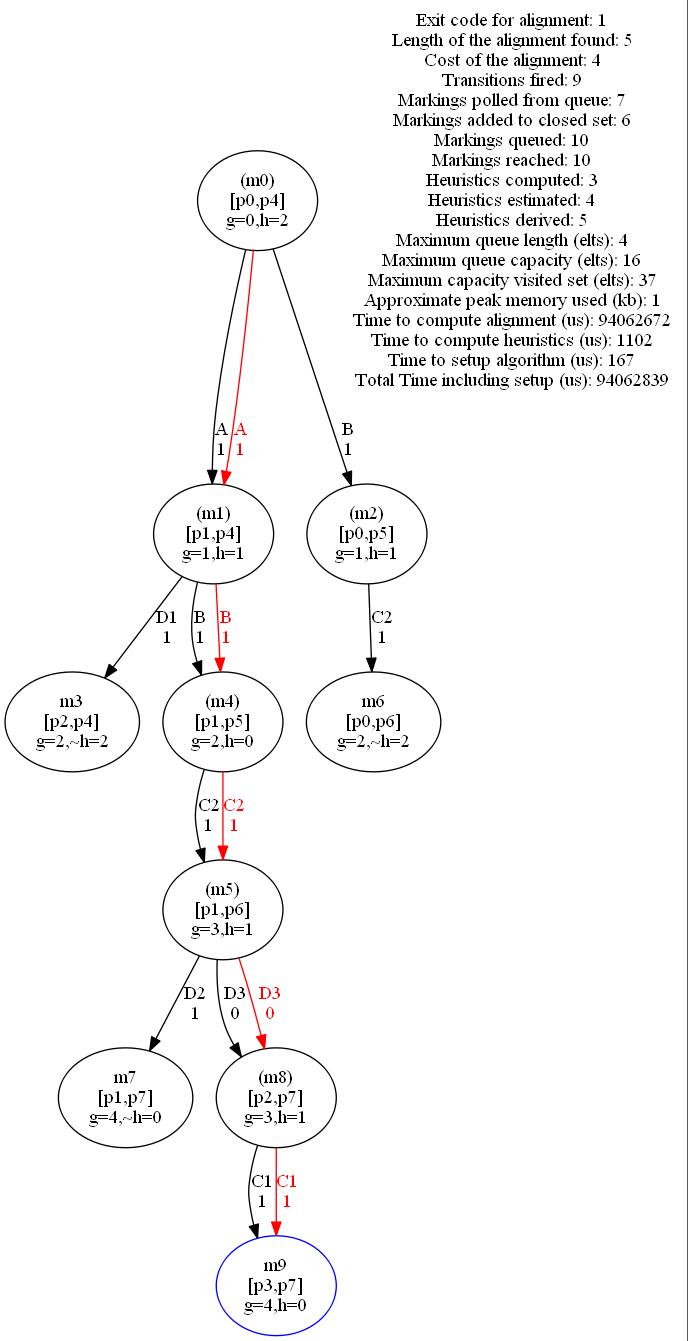 Exit code for alignment: 1
Length of the alignment found: 5
Cost of the alignment: 4
Transitions fired: 9
Markings polled from queue: 7
Markings added to closed set: 6
Markings queued: 10
Markings reached: 10
Heuristics computed: 3
Heuristics estimated: 4
Heuristics derived: 5
Maximum queue length (elts): 4
Maximum queue capacity (elts): 16
Maximum capacity visited set (elts): 37
Approximate peak memory used (kb): 1
Time to compute alignment (us): 94062672
Time to compute heuristics (us): 1102
Time to setup algorithm (us): 167
Total Time including setup (us): 94062839
(m0)
[p0,p4]
g=0,h=2
A
1
A
1
B
1
(m1)
[p1,p4]
g=1,h=1
(m2)
[p0,p5]
g=1,h=1
D1
1
B
1
B
1
C2
1
m3
[p2,p4]
g=2,~h=2
(m4)
[p1,p5]
g=2,h=0
m6
[p0,p6]
g=2,~h=2
C2
1
C2
1
(m5)
[p1,p6]
g=3,h=1
D2
1
D3
0
D3
0
m7
[p1,p7]
g=4,~h=0
(m8)
[p2,p7]
g=3,h=1
C1
1
C1
1
m9
[p3,p7]
g=4,h=0